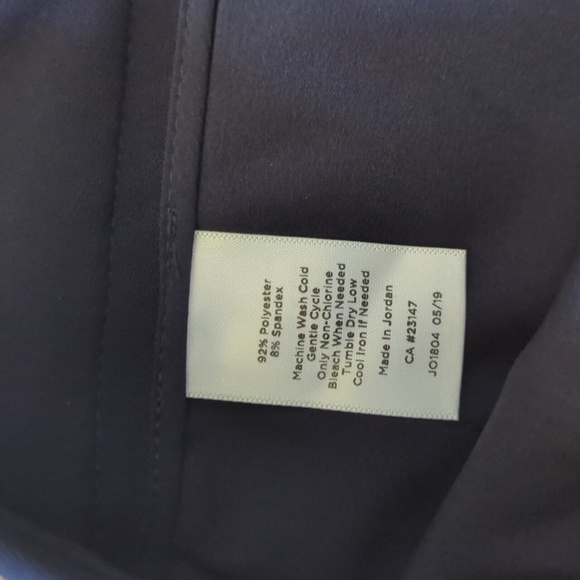 92% Polyester
8% Spandex
Machine Wash Cold
Gentle Cycle
Only Non-Chlorine
Bleach When Needed
Tumble Dry Low
Cool Iron If Needed
Made In Jordan
CA #23147
JO1804 05/19